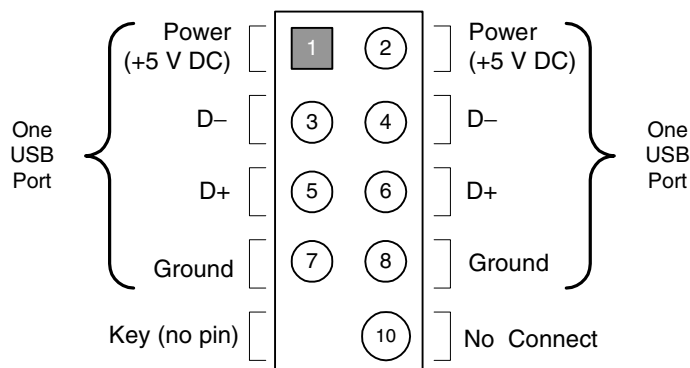 Power
(+5 V DC)
1
2
Power
(+5 V DC)
D−
3
4
D−
One
USB
Port
One
USB
Port
D+
5
6
D+
Ground
7
8
Ground
Key (no pin)
10
No Connect